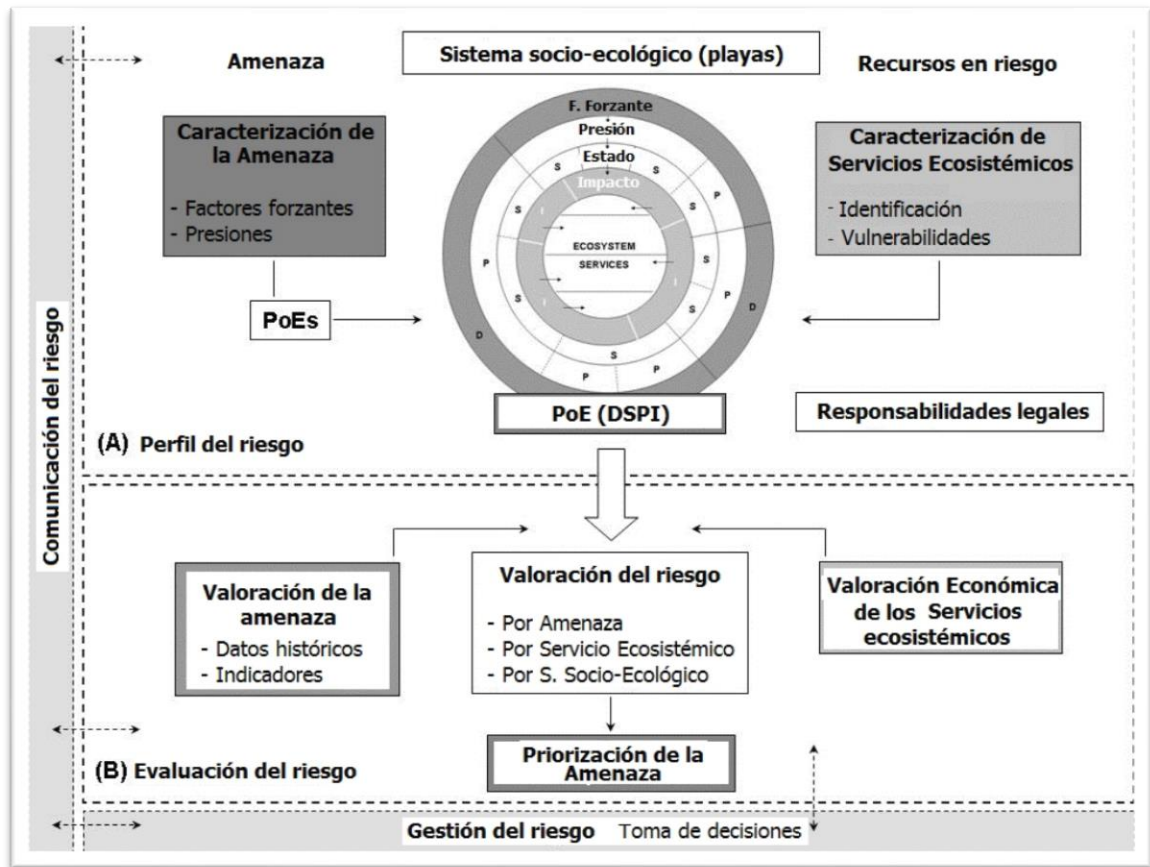 Sistema socio-ecológico (playas)
Amenaza
Recursos en riesgo
Caracterización de
la Amenaza
- Factores forzantes
- Presiones
PoEs
F. Forzante
Presión
Estado
Impacto
ECOSYSTEM
SERVICES
S
S
P
P
S
S
I
S
P
S
I
P
D
S
I
D
S
P
P
Caracterización de
Servicios Ecosistémicos
- Identificación
- Vulnerabilidades
PoE (DSPI)
Responsabilidades legales
(A) Perfil del riesgo
Comunicación del riesgo
Valoración de la
amenaza
- Datos históricos
- Indicadores
Valoración del riesgo
- Por Amenaza
- Por Servicio Ecosistémico
- Por S. Socio-Ecológico
Valoración Económica
de los Servicios
ecosistémicos
Priorización de la
Amenaza
(B) Evaluación del riesgo
Gestión del riesgo Toma de decisiones